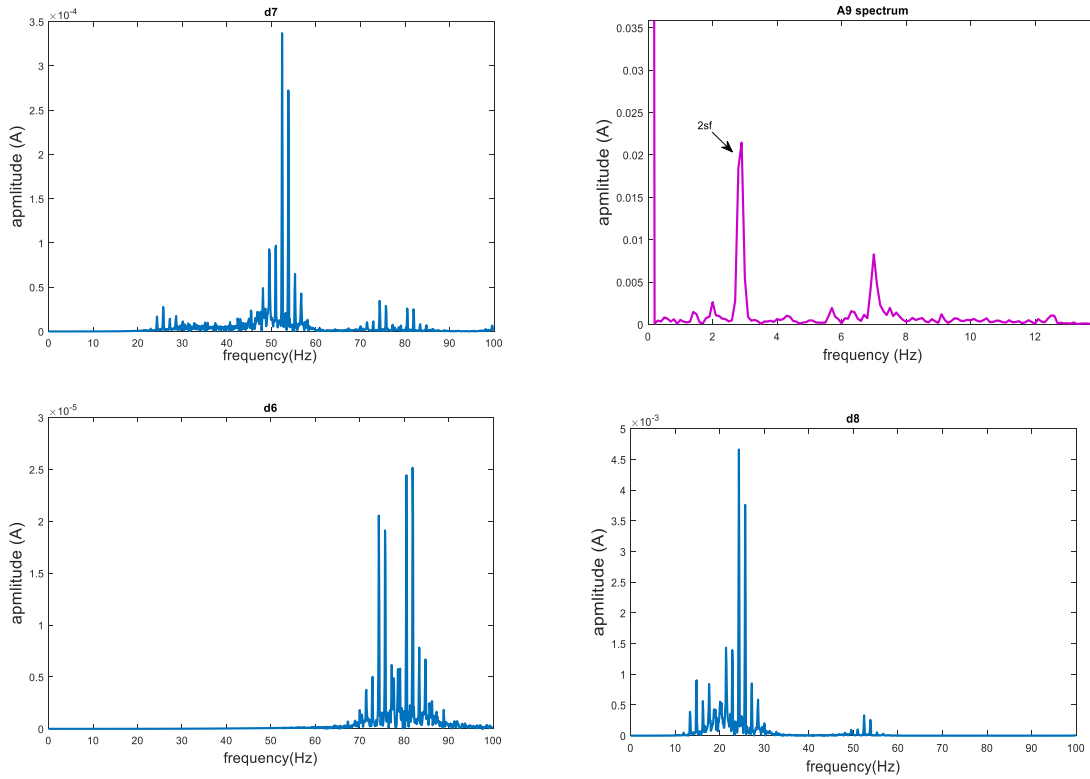 d7
×10-4
3.5
3
2.5
2
1.5
1
0.5
0
0 10 20 30 40 50 60 70 80 90 100
apmlitude (A)
frequency(Hz)
A9 spectrum
0.035
0.03
0.025
0.02
0.015
0.01
0.005
0
2sf
0 2 4 6 8 10 12
apmlitude (A)
frequency (Hz)
d6
×10-5
3
2.5
2
1.5
1
0.5
0
0 10 20 30 40 50 60 70 80 90 100
apmlitude (A)
frequency(Hz)
d8
×10-3
5
4.5
4
3.5
3
2.5
2
1.5
1
0.5
0
0 10 20 30 40 50 60 70 80 90 100
apmlitude (A)
frequency(Hz)